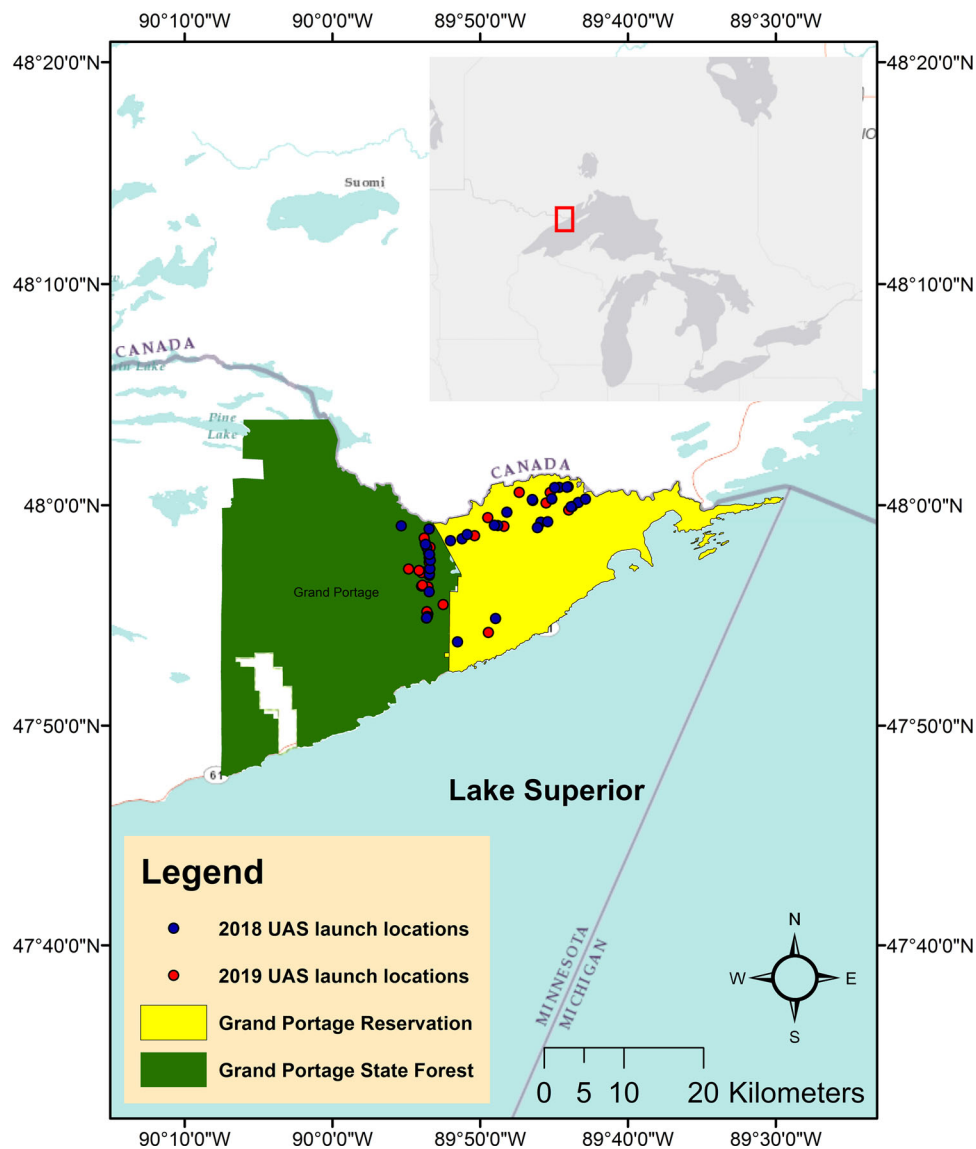 90°10'0"W 90°0'0"W 89°50'0"W 89°40'0"W 89°30'0"W
48°20'0"N 48°20'0"N
Suomi
48°10'0"N 48°10'0"N
CANADA
Lake
Pine
Lake
CANADA
48°0'0"N 48°0'0"N
Grand Portage
47°50'0"N 47°50'0"N
61
Lake Superior
Legend
2018 UAS launch locations
2019 UAS launch locations
Grand Portage Reservation
Grand Portage State Forest
47°40'0"N 47°40'0"N
MINNESOTA
MICHIGAN
N
W E
S
0 5 10 20 Kilometers
90°10'0"W 90°0'0"W 89°50'0"W 89°40'0"W 89°30'0"W